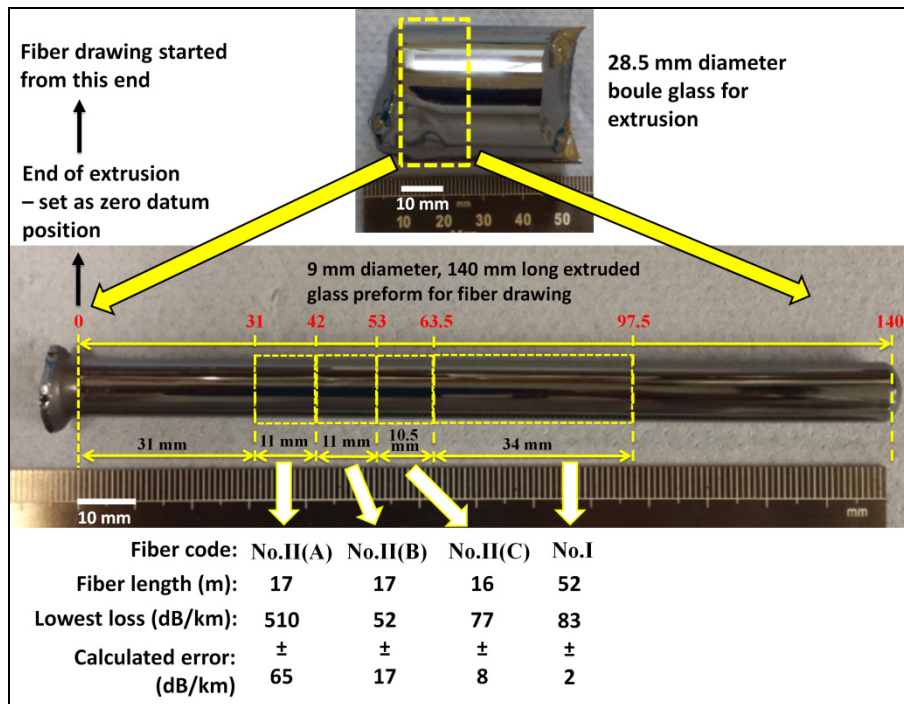 Fiber drawing started
from this end
End of extrusion
– set as zero datum
position
28.5 mm diameter
boule glass for
extrusion
10 mm
10 20 30 40 50
mm
9 mm diameter, 140 mm long extruded
glass preform for fiber drawing
0 31 42 53 63.5 97.5 140
31 mm 11 mm 11 mm 10.5 mm 34 mm
10 mm
mm
Fiber code: No.II(A) No.II(B) No.II(C) No.I
Fiber length (m): 17 17 16 52
Lowest loss (dB/km): 510 52 77 83
± ± ± ±
Calculated error:
(dB/km) 65 17 8 2